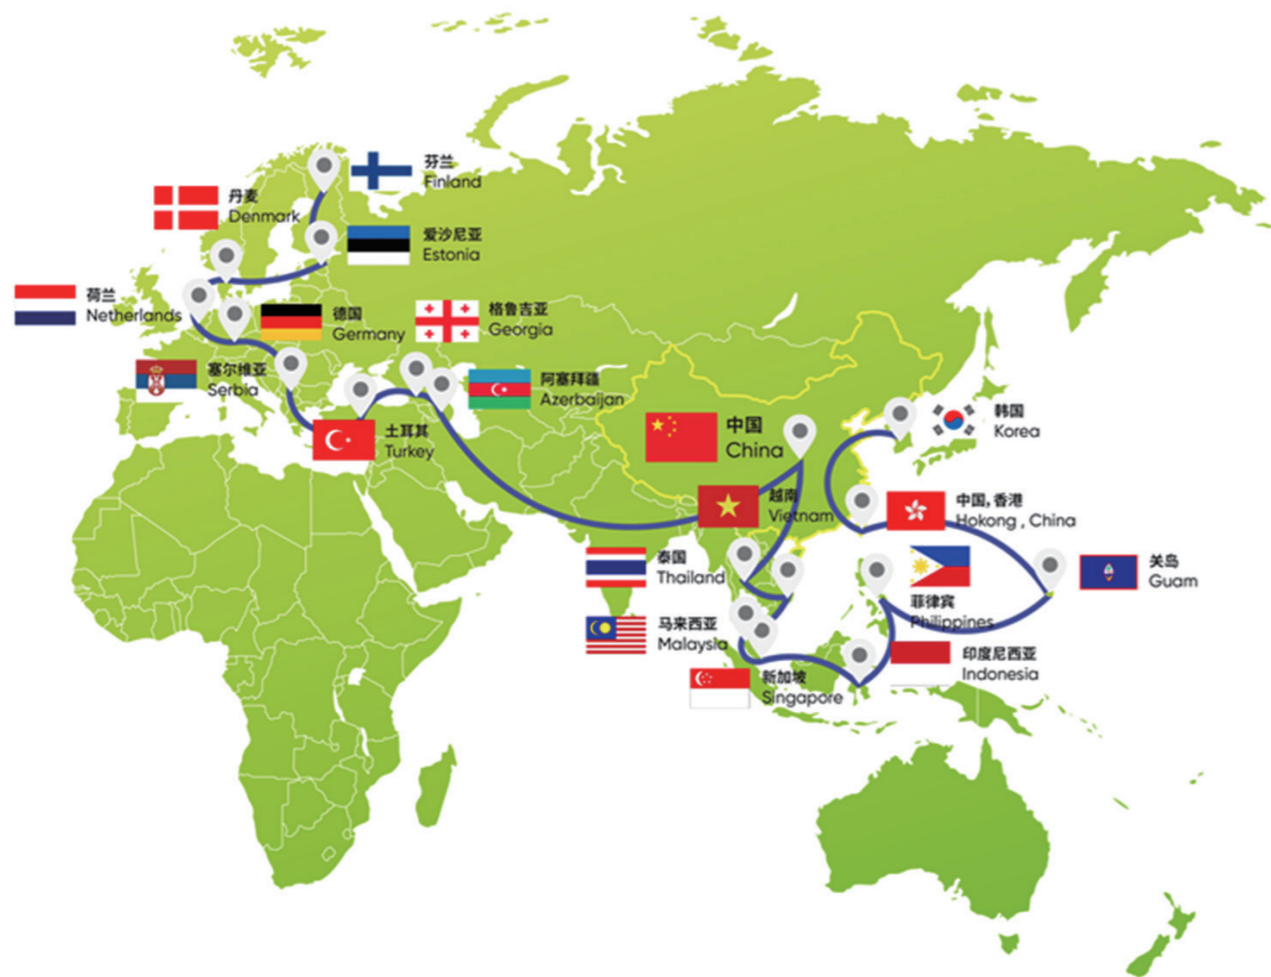 芬兰
Finland
丹麦
Denmark
爱沙尼亚
Estonia
荷兰
Netherlands
德国
Germany
格鲁吉亚
Georgia
塞尔维亚
Serbia
阿塞拜疆
Azerbaijan
土耳其
Turkey
中国
China
韩国
Korea
越南
Vietnam
中国,香港
Hokong , China
泰国
Thailand
关岛
Guam
菲律宾
Philippines
马来西亚
Malaysia
印度尼西亚
Indonesia
新加坡
Singapore